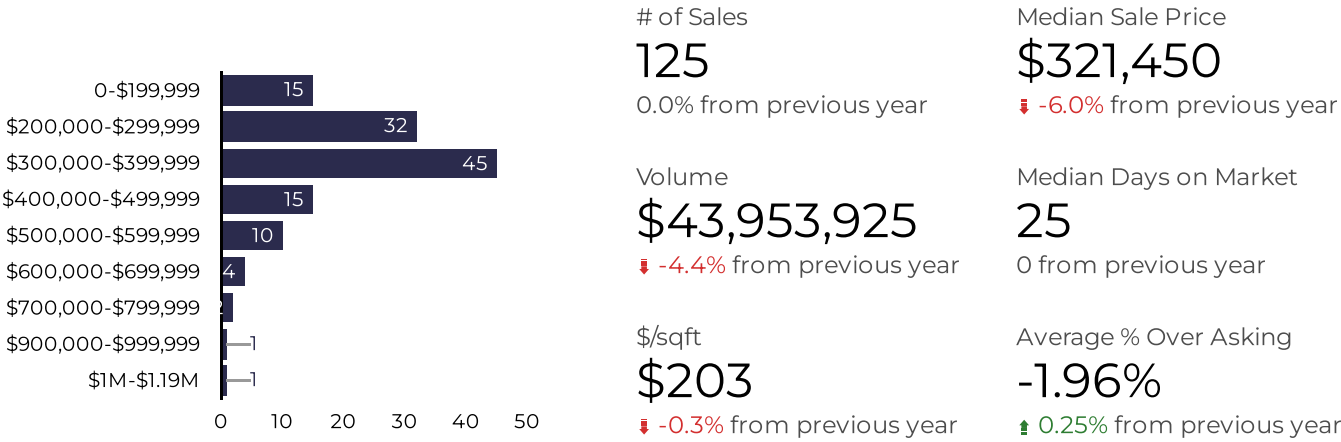 0-$199,999 15
$200,000-$299,999 32
$300,000-$399,999 45
$400,000-$499,999 15
$500,000-$599,999 10
$600,000-$699,999 4
$700,000-$799,999 2
$900,000-$999,999 1
$1M-$1.19M 1
0 10 20 30 40 50
# of Sales
125
0.0% from previous year
Median Sale Price
$321,450
-6.0% from previous year
Volume
$43,953,925
-4.4% from previous year
Median Days on Market
25
0 from previous year
$/sqft
$203
-0.3% from previous year
Average % Over Asking
-1.96%
0.25% from previous year